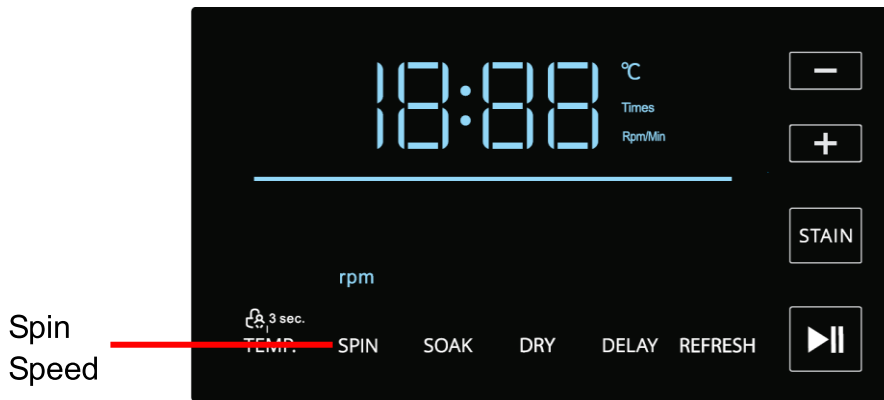 18:88
℃
Times
Rpm/Min
STAIN
rpm
3 sec.
Spin
Speed
TEMP.
SPIN
SOAK
DRY
DELAY
REFRESH